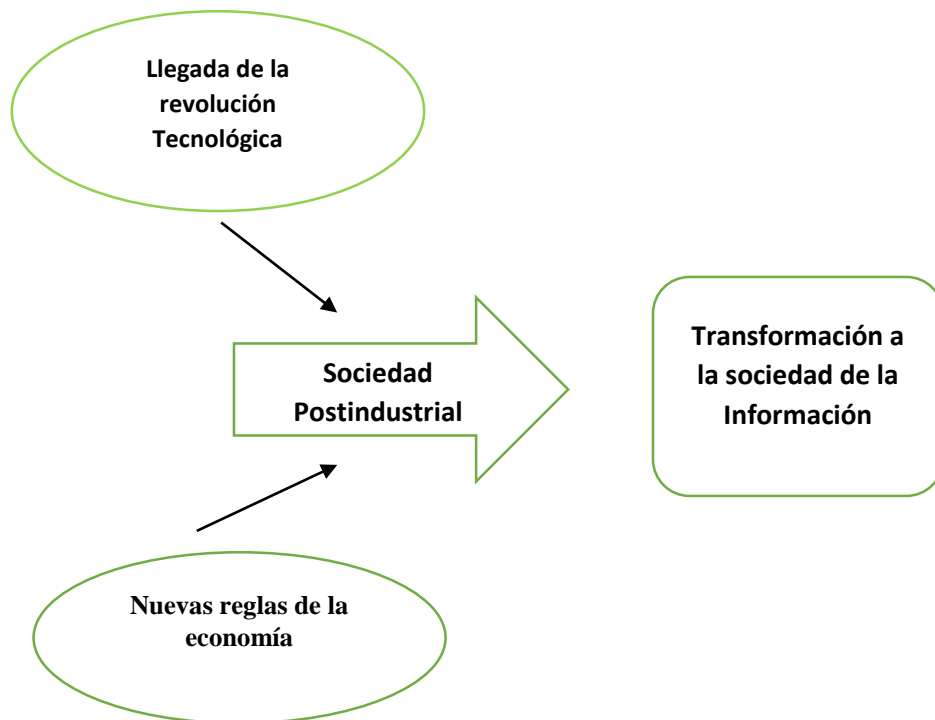 Llegada de la
revolución
Tecnológica
Sociedad
Postindustrial
Transformación a
la sociedad de la
Información
Nuevas reglas de la
economía